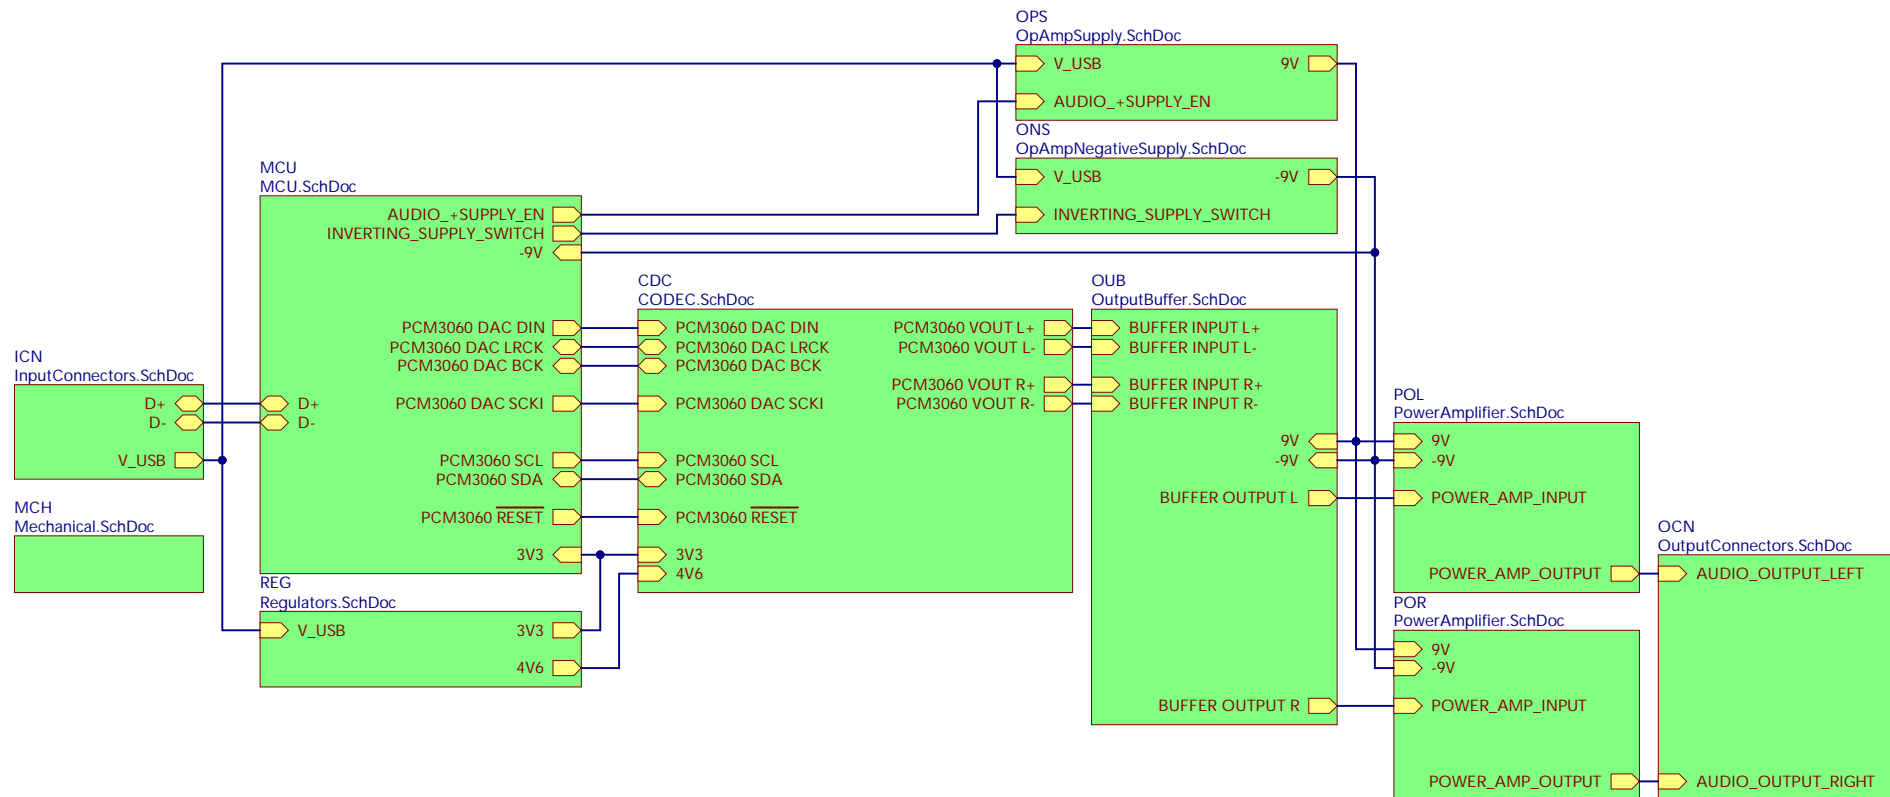 OPS
OpAmpSupply.SchDoc
V_USB
9V
AUDIO_+SUPPLY_EN
ONS
OpAmpNegativeSupply.SchDoc
V_USB
-9V
INVERTING_SUPPLY_SWITCH
MCU
MCU.SchDoc
AUDIO_+SUPPLY_EN
INVERTING_SUPPLY_SWITCH
-9V
PCM3060 DAC DIN
PCM3060 DAC LRCK
PCM3060 DAC BCK
D+
PCM3060 DAC SCKI
D-
PCM3060 SCL
PCM3060 SDA
PCM3060 RESET
3V3
CDC
CODEC.SchDoc
PCM3060 DAC DIN
PCM3060 VOUT L+
PCM3060 DAC LRCK
PCM3060 VOUT L-
PCM3060 DAC BCK
PCM3060 VOUT R+
PCM3060 DAC SCKI
PCM3060 VOUT R-
PCM3060 SCL
PCM3060 SDA
PCM3060 RESET
3V3
4V6
OUB
OutputBuffer.SchDoc
BUFFER INPUT L+
BUFFER INPUT L-
BUFFER INPUT R+
BUFFER INPUT R-
9V
-9V
BUFFER OUTPUT L
BUFFER OUTPUT R
ICN
InputConnectors.SchDoc
D+
D-
V_USB
MCH
Mechanical.SchDoc
REG
Regulators.SchDoc
V_USB
3V3
4V6
POL
PowerAmplifier.SchDoc
9V
-9V
POWER_AMP_INPUT
POWER_AMP_OUTPUT
POR
PowerAmplifier.SchDoc
9V
-9V
POWER_AMP_INPUT
POWER_AMP_OUTPUT
OCN
OutputConnectors.SchDoc
AUDIO_OUTPUT_LEFT
AUDIO_OUTPUT_RIGHT